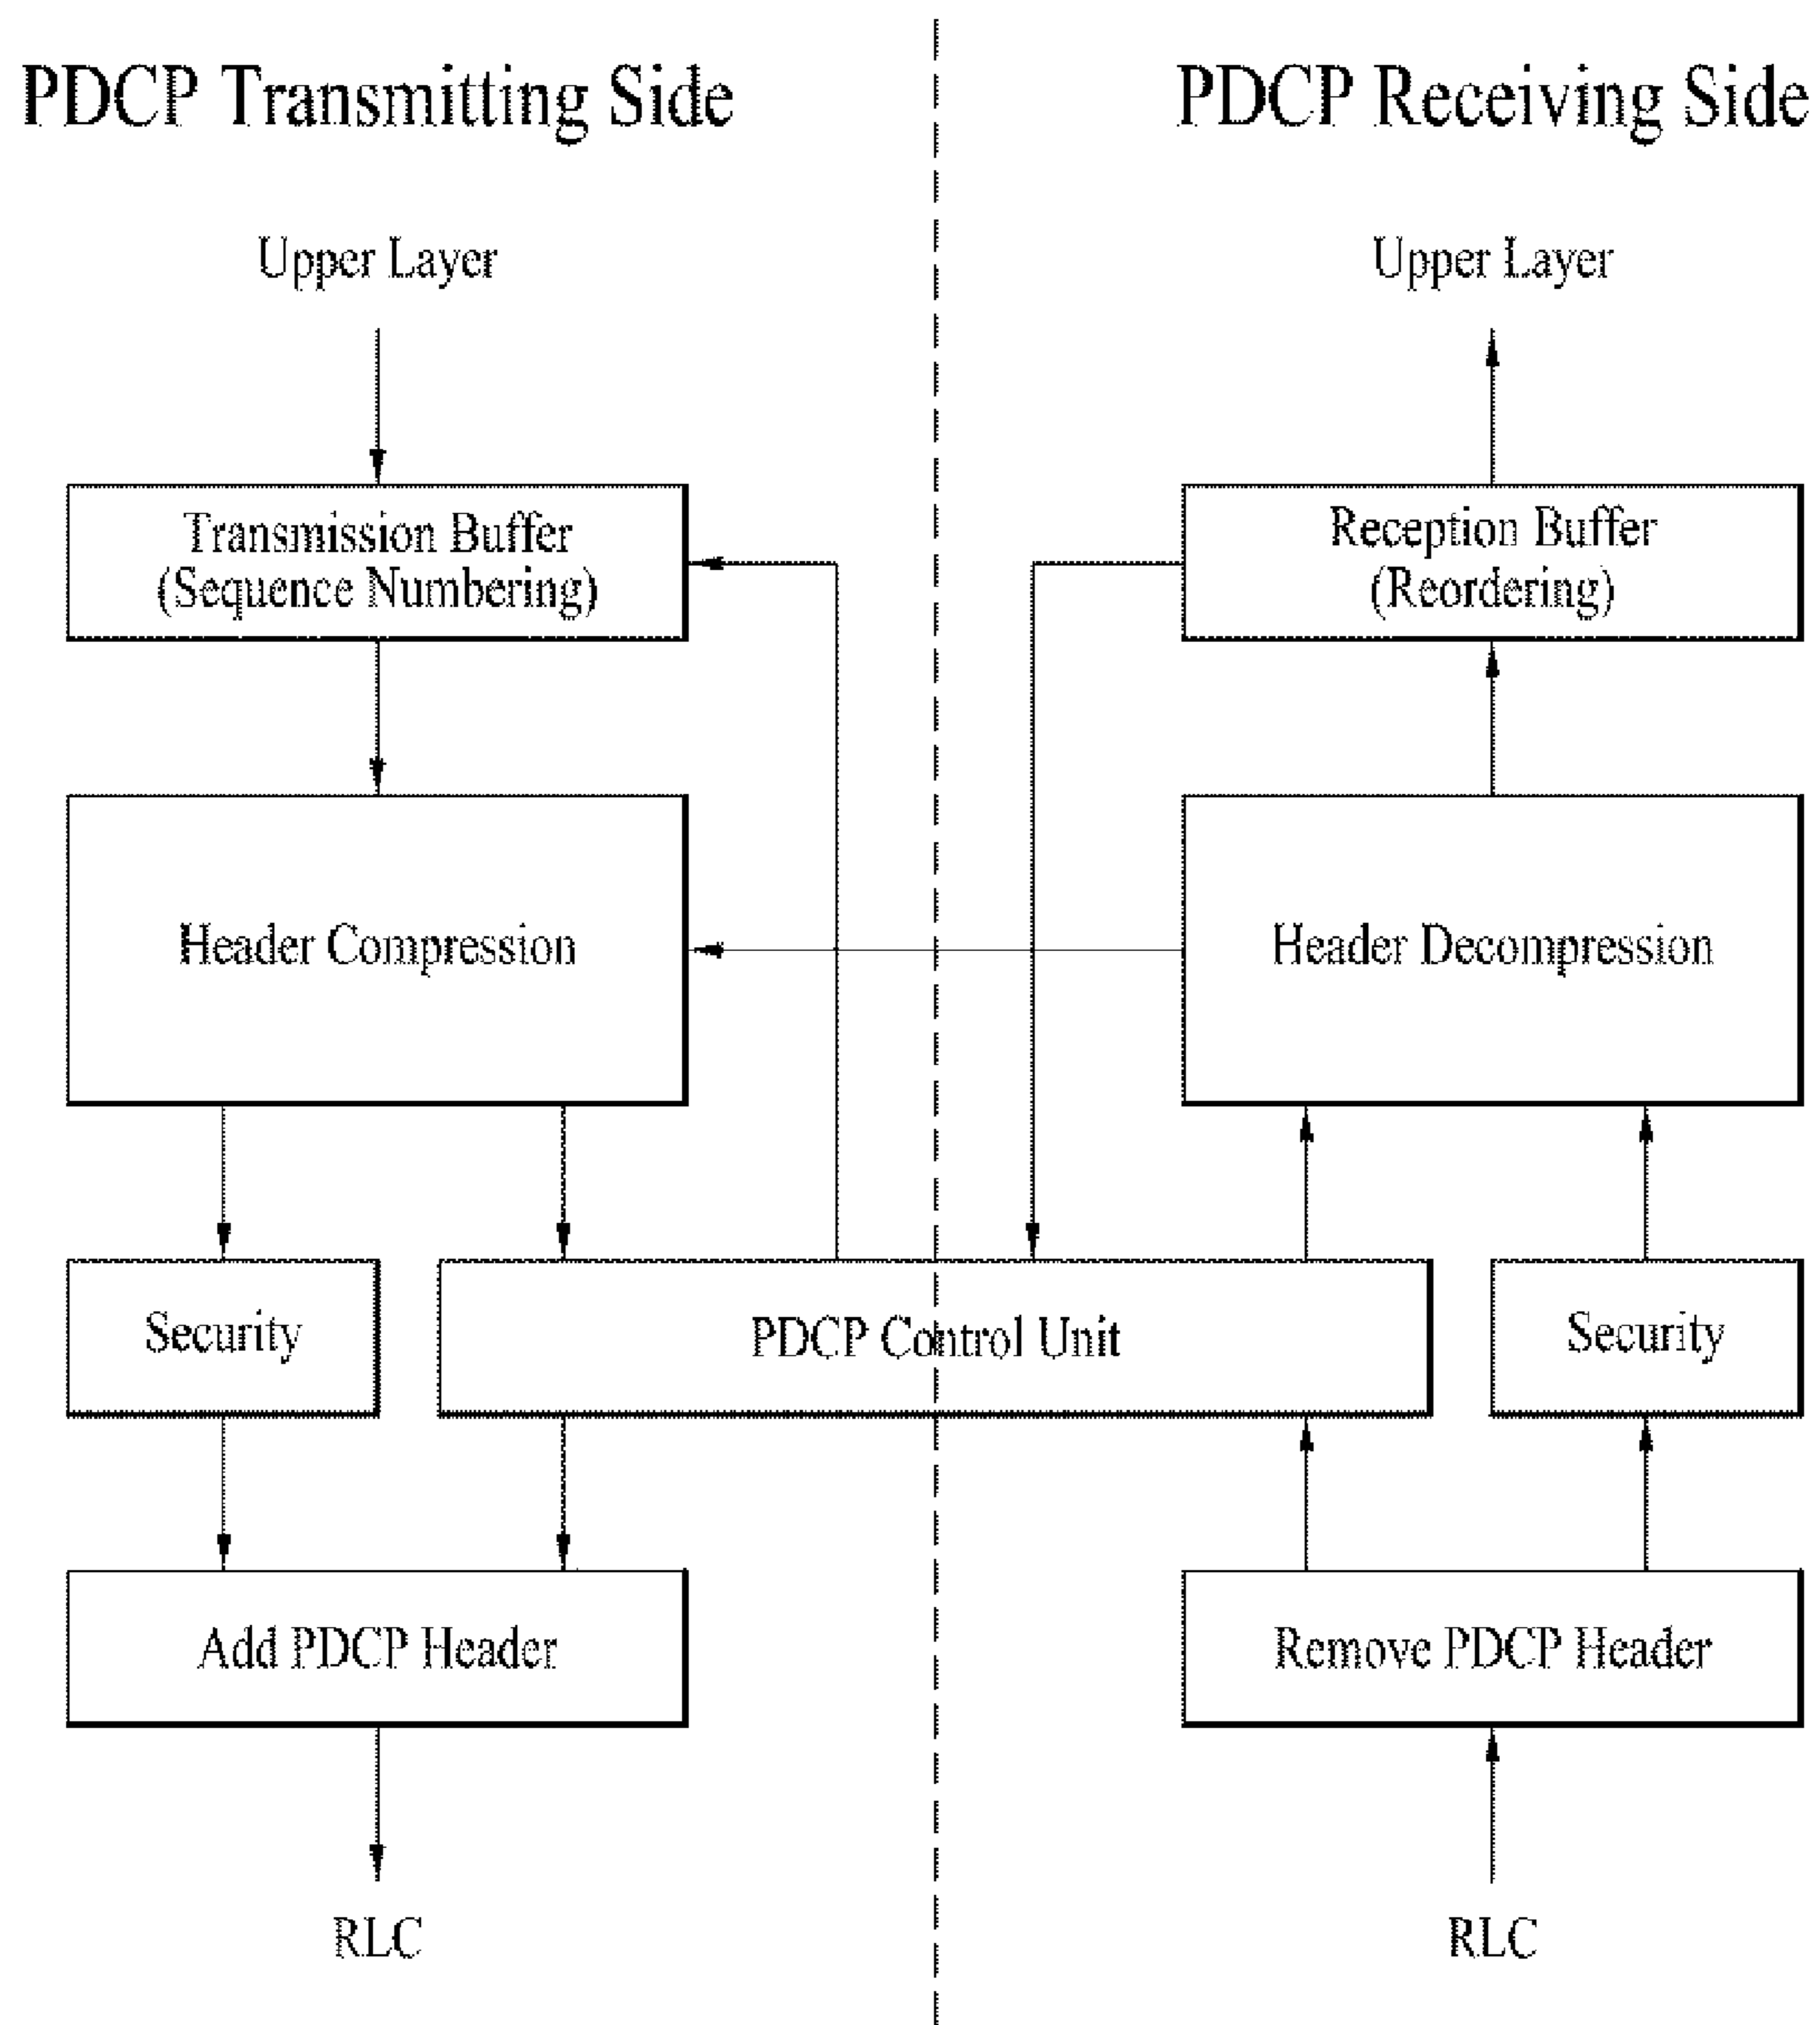 PDCP Transmitting Side
PDCP Receiving Side
Upper Layer
Upper Layer
Transmission Buffer
(Sequence Numbering)
Reception Buffer
(Reordering)
Header Compression
Header Decompression
Security
PDCP Control Unit
Security
Add PDCP Header
Remove PDCP Header
RLC
RLC